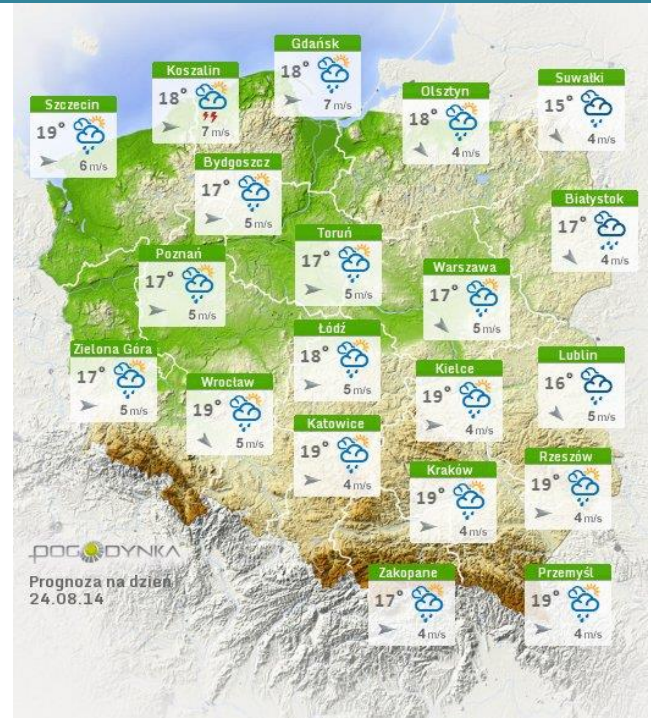 Gdańsk
18°
7 m/s
Koszalin
18°
7 m/s
Suwałki
15°
4 m/s
Olsztyn
18°
4 m/s
Szczecin
19°
6 m/s
Bydgoszcz
17°
5 m/s
Białystok
17°
4 m/s
Toruń
17°
5 m/s
Poznań
17°
5 m/s
Warszawa
17°
5 m/s
Łódź
18°
5 m/s
Zielona Góra
17°
5 m/s
Lublin
16°
5 m/s
Kielce
19°
4 m/s
Wrocław
19°
5 m/s
Katowice
19°
4 m/s
Rzeszów
19°
4 m/s
Kraków
19°
4 m/s
POGODYNKA
Prognoza na dzień
24.08.14
Zakopane
17°
4 m/s
Przemyśl
19°
4 m/s